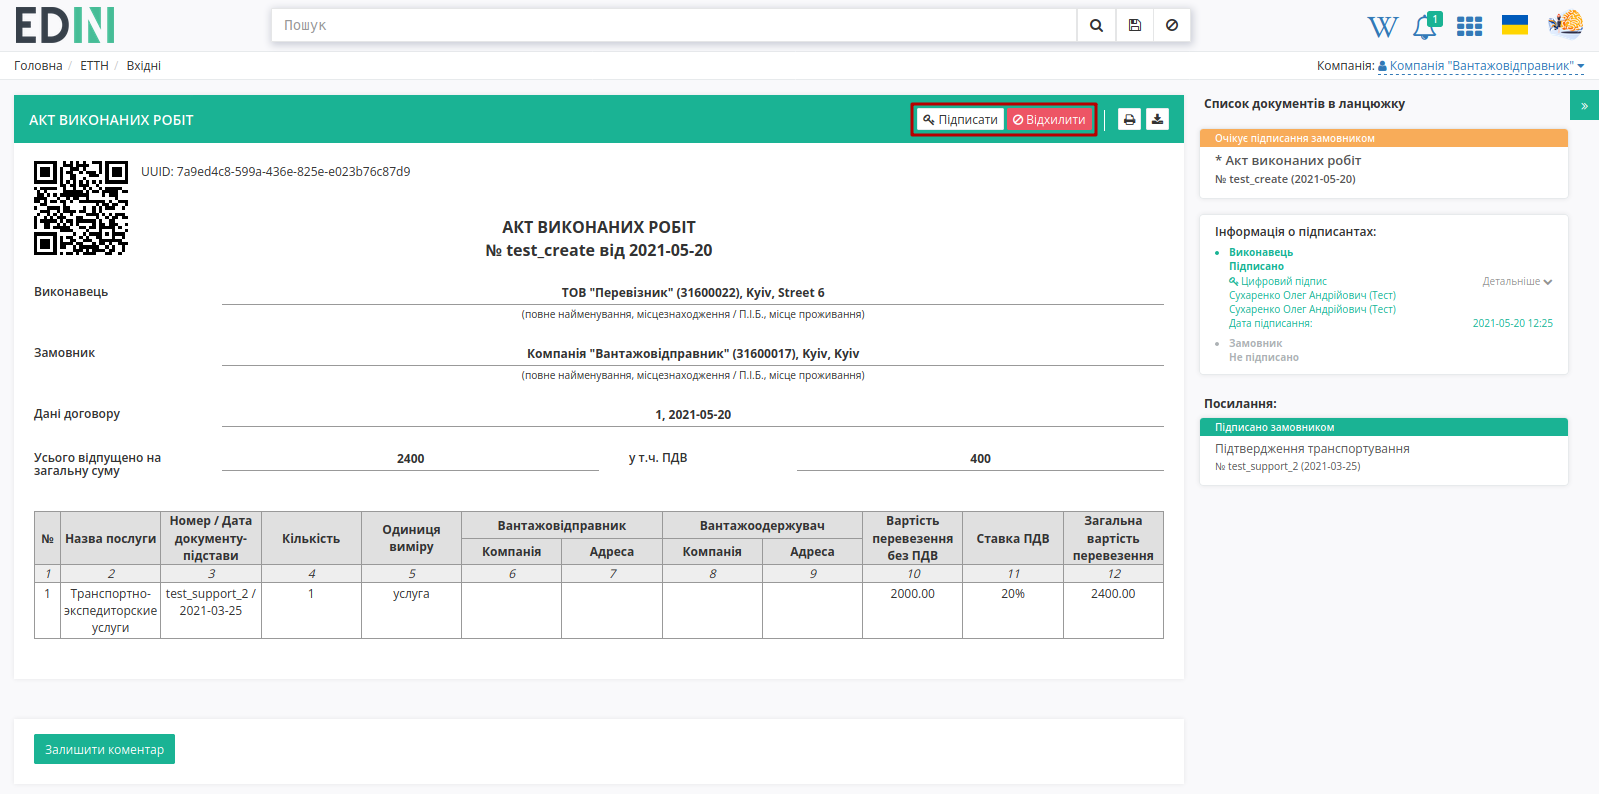 EDIN
Пошук
1
Головна / ЕТТН / Вхідні
Компанія: Компанія "Вантажовідправник"
АКТ ВИКОНАНИХ РОБІТ
Підписати
Відхилити
UUID: 7a9ed4c8-599a-436e-825e-e023b76c87d9
АКТ ВИКОНАНИХ РОБІТ
№ test_create від 2021-05-20
Виконавець
ТОВ "Перевізник" (31600022), Kyiv, Street 6
(повне найменування, місцезнаходження / П.І.Б., місце проживання)
Замовник
Компанія "Вантажовідправник" (31600017), Kyiv, Kyiv
(повне найменування, місцезнаходження / П.І.Б., місце проживання)
Дані договору
1, 2021-05-20
Усього відпущено на загальну суму
2400
у т.ч. ПДВ
400
№ Назва послуги Номер / Дата документу-підстави Кількість Одиниця виміру Вантажовідправник Вантажоодержувач Вартість перевезення без ПДВ Ставка ПДВ Загальна вартість перевезення
Компанія Адреса Компанія Адреса
1 2 3 4 5 6 7 8 9 10 11 12
1 Транспортно-экспедиторские услуги test_support_2 / 2021-03-25 1 услуга 2000.00 20% 2400.00
Залишити коментар
Список документів в ланцюжку
»
Очікує підписання замовником
* Акт виконаних робіт
№ test_create (2021-05-20)
Інформація о підписантах:
Виконавець
Підписано
Цифровий підпис Детальніше
Сухаренко Олег Андрійович (Тест)
Сухаренко Олег Андрійович (Тест)
Дата підписання: 2021-05-20 12:25
Замовник
Не підписано
Посилання:
Підписано замовником
Підтвердження транспортування
№ test_support_2 (2021-03-25)